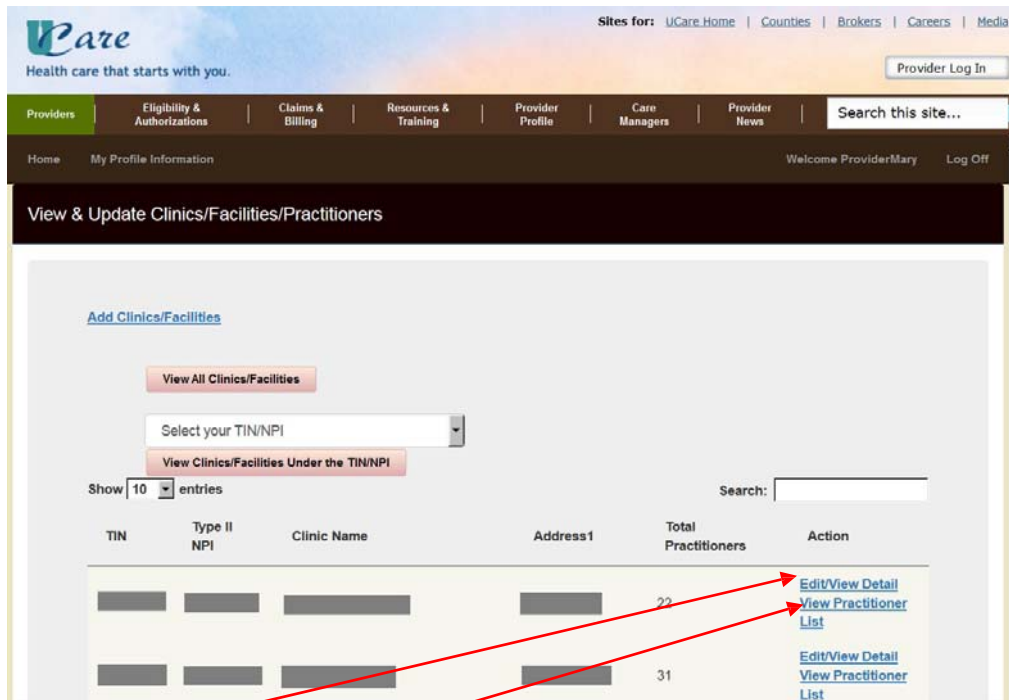 Sites for: UCare Home | Counties | Brokers | Careers | Media
UCare
Health care that starts with you.
Provider Log In
Providers | Eligibility & Authorizations | Claims & Billing | Resources & Training | Provider Profile | Care Managers | Provider News | Search this site...
Home My Profile Information Welcome ProviderMary Log Off
View & Update Clinics/Facilities/Practitioners
Add Clinics/Facilities
View All Clinics/Facilities
Select your TIN/NPI
View Clinics/Facilities Under the TIN/NPI
Show 10 entries Search:
TIN Type II NPI Clinic Name Address1 Total Practitioners Action
22 Edit/View Detail
View Practitioner
List
31 Edit/View Detail
View Practitioner
List